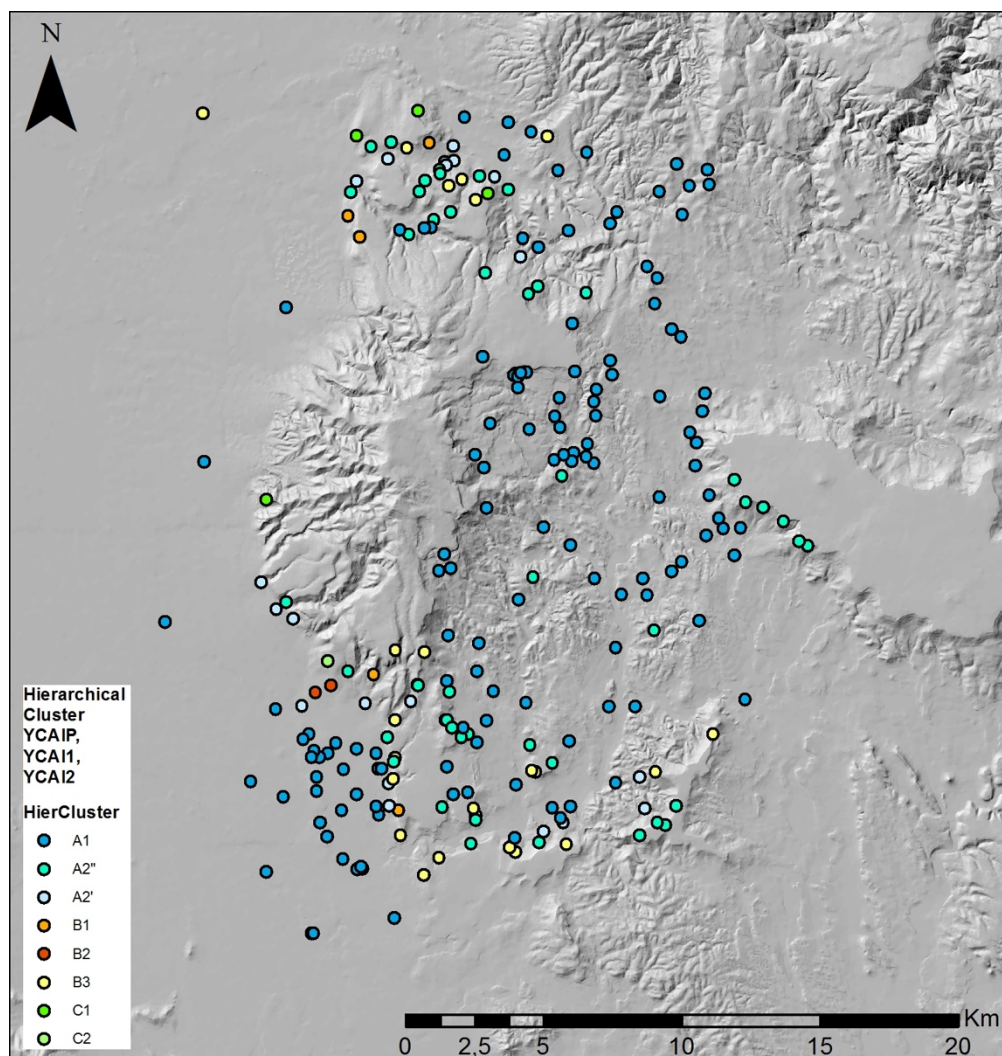 N
Hierarchical
Cluster
YCAIP,
YCAI1,
YCAI2
HierCluster
A1
A2"
A2'
B1
B2
B3
C1
C2
Km
0 2,5 5 10 15 20